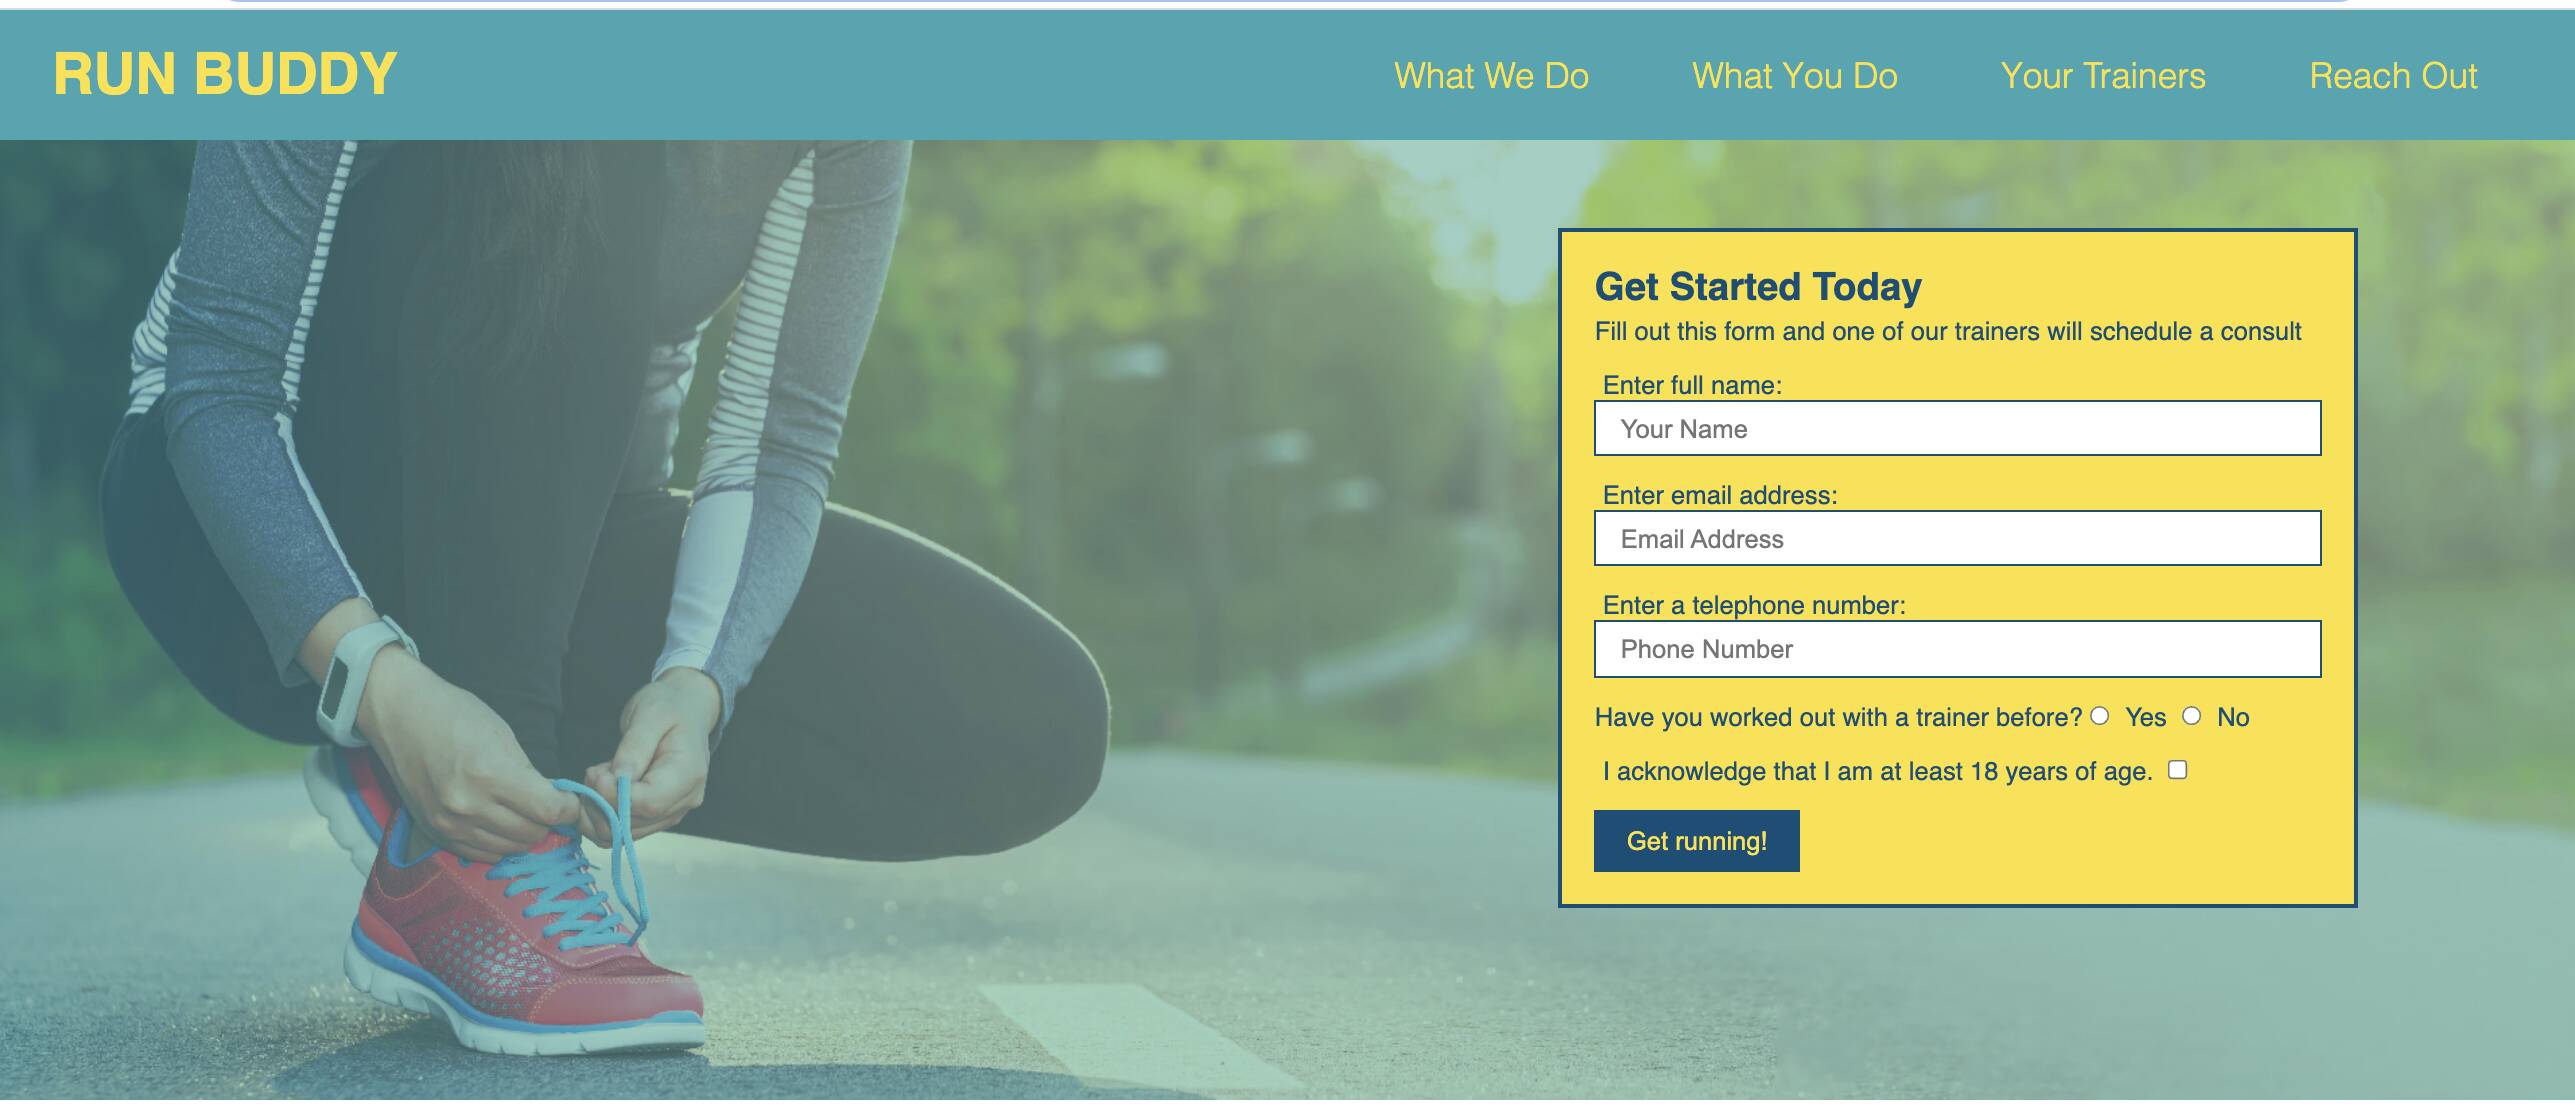 RUN BUDDY
What We Do What You Do Your Trainers Reach Out
Get Started Today
Fill out this form and one of our trainers will schedule a consult
Enter full name:
Your Name
Enter email address:
Email Address
Enter a telephone number:
Phone Number
Have you worked out with a trainer before? Yes No
I acknowledge that I am at least 18 years of age.
Get running!